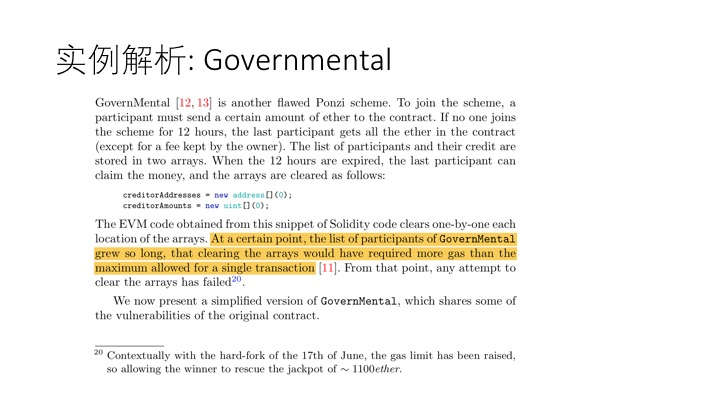 实例解析: Governmental
GovernMental [12, 13] is another flawed Ponzi scheme. To join the scheme, a
participant must send a certain amount of ether to the contract. If no one joins
the scheme for 12 hours, the last participant gets all the ether in the contract
(except for a fee kept by the owner). The list of participants and their credit are
stored in two arrays. When the 12 hours are expired, the last participant can
claim the money, and the arrays are cleared as follows:
creditorAddresses = new address[](0);
creditorAmounts = new uint[](0);
The EVM code obtained from this snippet of Solidity code clears one-by-one each
location of the arrays. At a certain point, the list of participants of GovernMental
grew so long, that clearing the arrays would have required more gas than the
maximum allowed for a single transaction [11]. From that point, any attempt to
clear the arrays has failed20.
We now present a simplified version of GovernMental, which shares some of
the vulnerabilities of the original contract.
20 Contextually with the hard-fork of the 17th of June, the gas limit has been raised,
so allowing the winner to rescue the jackpot of ∼ 1100ether.